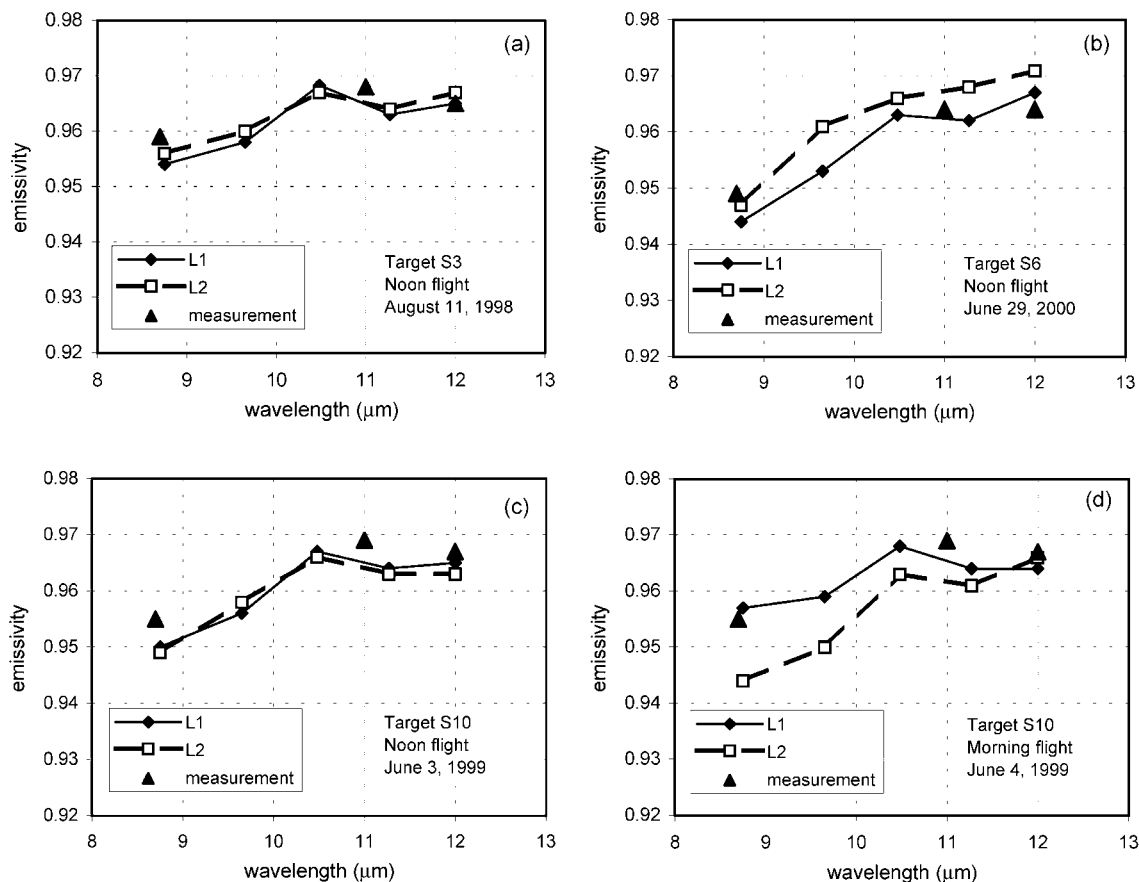 (a)
0.98
0.97
0.96
0.95
0.94
0.93
0.92
emissivity
L1
L2
measurement
Target S3
Noon flight
August 11, 1998
8 9 10 11 12 13
wavelength (μm)
(b)
0.98
0.97
0.96
0.95
0.94
0.93
0.92
emissivity
L1
L2
measurement
Target S6
Noon flight
June 29, 2000
8 9 10 11 12 13
wavelength (μm)
(c)
0.98
0.97
0.96
0.95
0.94
0.93
0.92
emissivity
L1
L2
measurement
Target S10
Noon flight
June 3, 1999
8 9 10 11 12 13
wavelength (μm)
(d)
0.98
0.97
0.96
0.95
0.94
0.93
0.92
emissivity
L1
L2
measurement
Target S10
Morning flight
June 4, 1999
8 9 10 11 12 13
wavelength (μm)